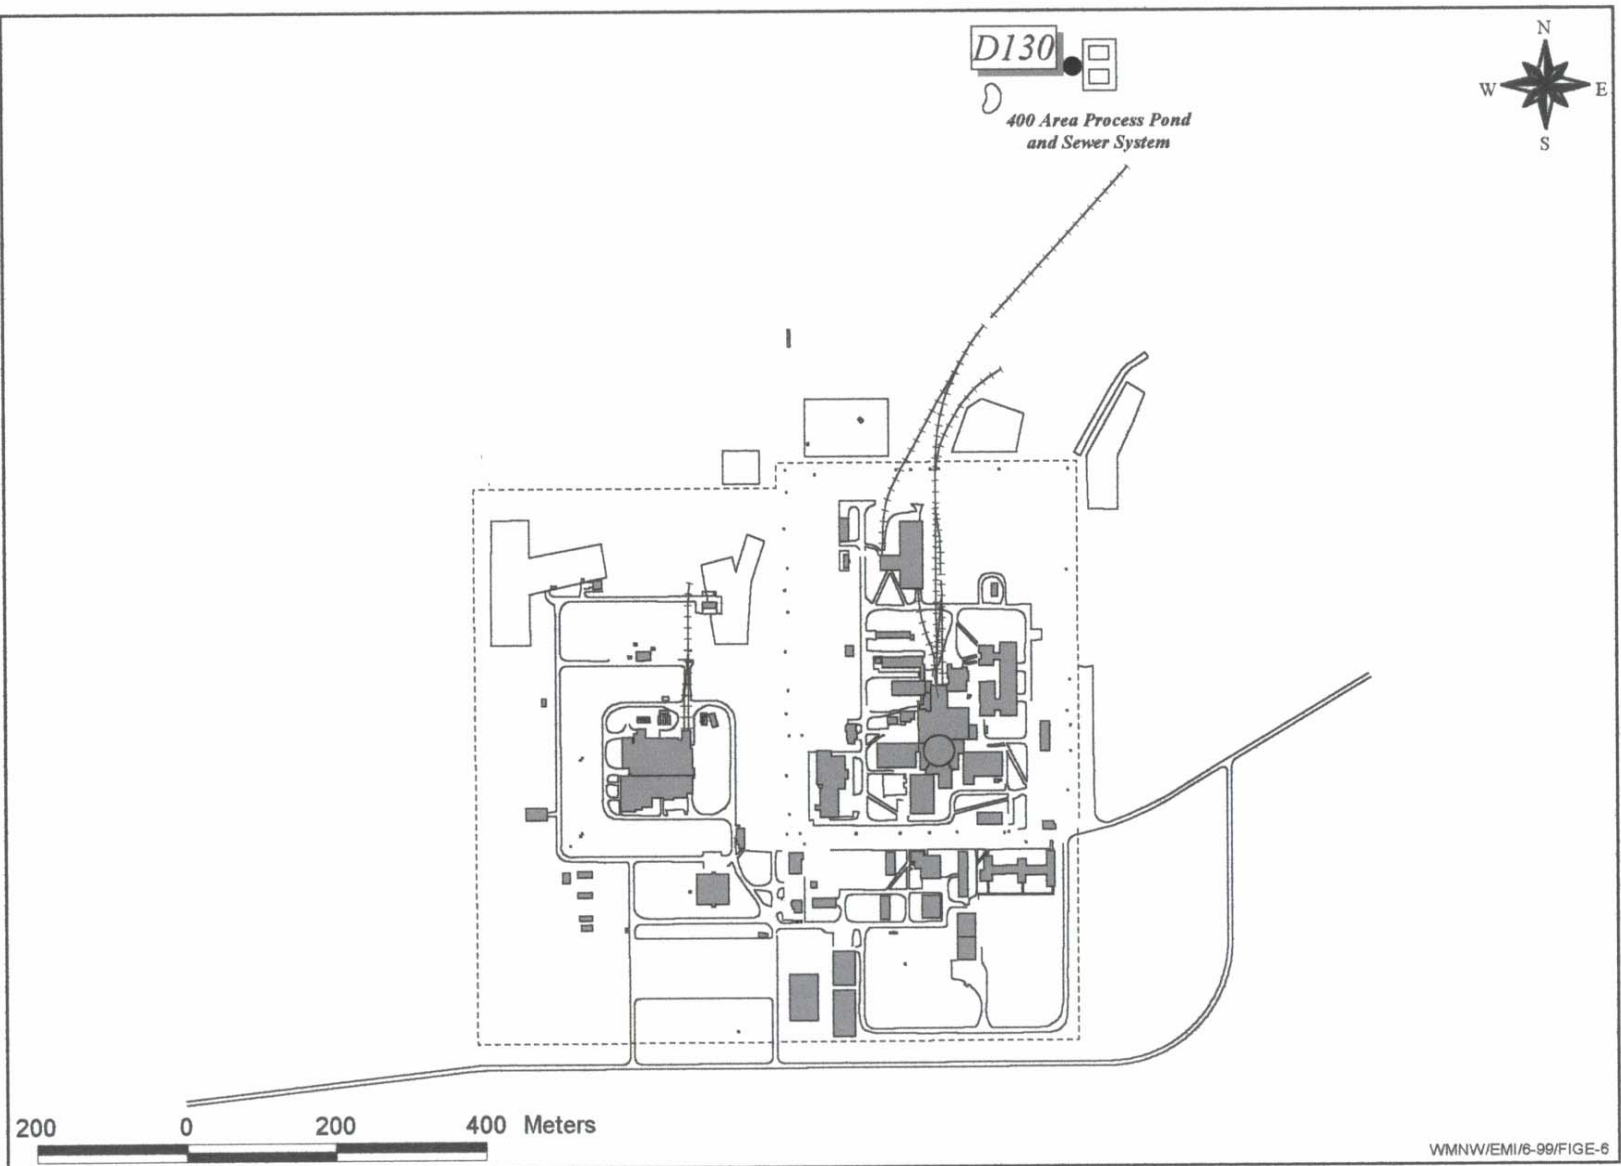 D130
400 Area Process Pond
and Sewer System
N
W E
S
200 0 200 400 Meters
WMNW/EMI/6-99/FIGE-6